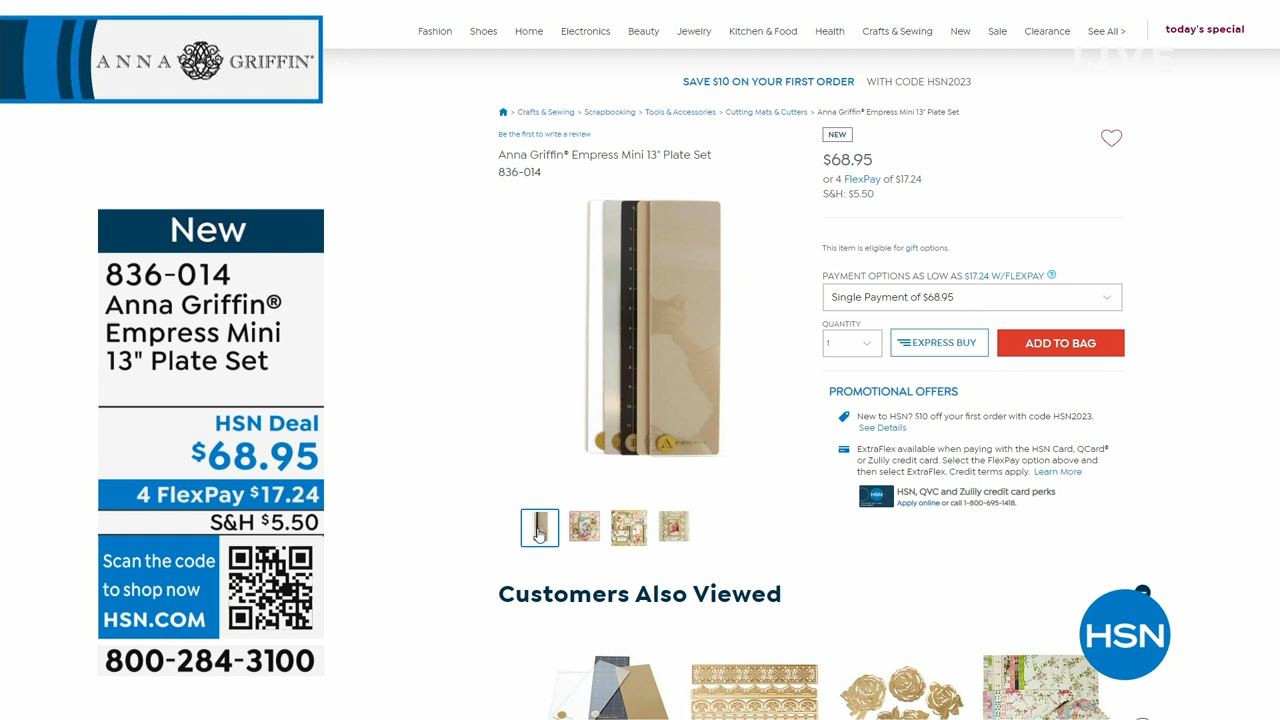 ANNA GRIFFIN®
Fashion Shoes Home Electronics Beauty Jewelry Kitchen & Food Health Crafts & Sewing New Sale Clearance See All > today's special
LIVE
SAVE $10 ON YOUR FIRST ORDER WITH CODE HSN2023
> Crafts & Sewing > Scrapbooking > Tools & Accessories > Cutting Mats & Cutters > Anna Griffin® Empress Mini 13" Plate Set
Be the first to write a review
Anna Griffin® Empress Mini 13" Plate Set
836-014
NEW
$68.95
or 4 FlexPay of $17.24
S&H: $5.50
This item is eligible for gift options.
PAYMENT OPTIONS AS LOW AS $17.24 W/FLEXPAY ?
Single Payment of $68.95
QUANTITY
1
EXPRESS BUY
ADD TO BAG
PROMOTIONAL OFFERS
New to HSN? $10 off your first order with code HSN2023.
See Details
ExtraFlex available when paying with the HSN Card, QCard®
or Zulily credit card. Select the FlexPay option above and
then select ExtraFlex. Credit terms apply. Learn More
HSN
HSN, QVC and Zulily credit card perks
Apply online or call 1-800-695-1418.
Customers Also Viewed
New
836-014
Anna Griffin®
Empress Mini
13" Plate Set
HSN Deal
$68.95
4 FlexPay $17.24
S&H $5.50
Scan the code
to shop now
HSN.COM
800-284-3100
HSN